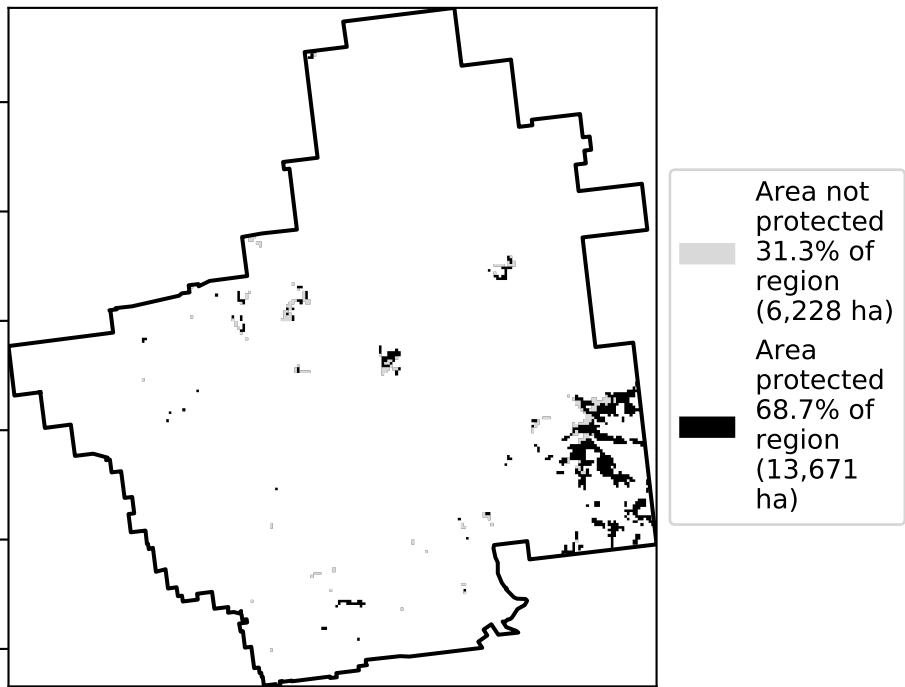 Area not
protected
31.3% of
region
(6,228 ha)
Area
protected
68.7% of
region
(13,671
ha)